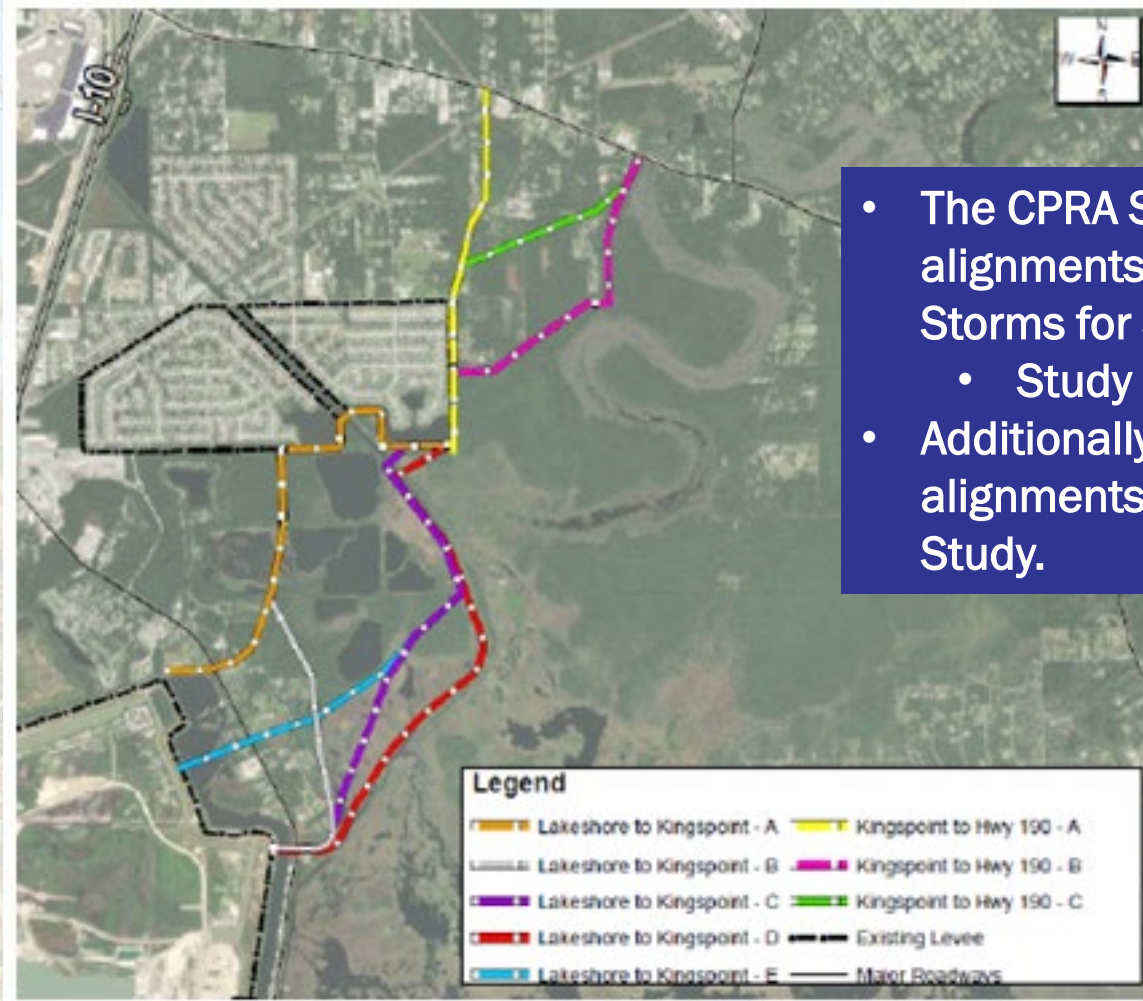 I-10
• The CPRA S
alignments
Storms for
• Study
• Additionally
alignments
Study.
Legend
Lakeshore to Kingspoint - A
Lakeshore to Kingspoint - B
Lakeshore to Kingspoint - C
Lakeshore to Kingspoint - D
Lakeshore to Kingspoint - E
Kingspoint to Hwy 190 - A
Kingspoint to Hwy 190 - B
Kingspoint to Hwy 190 - C
Existing Levee
Major Roadways